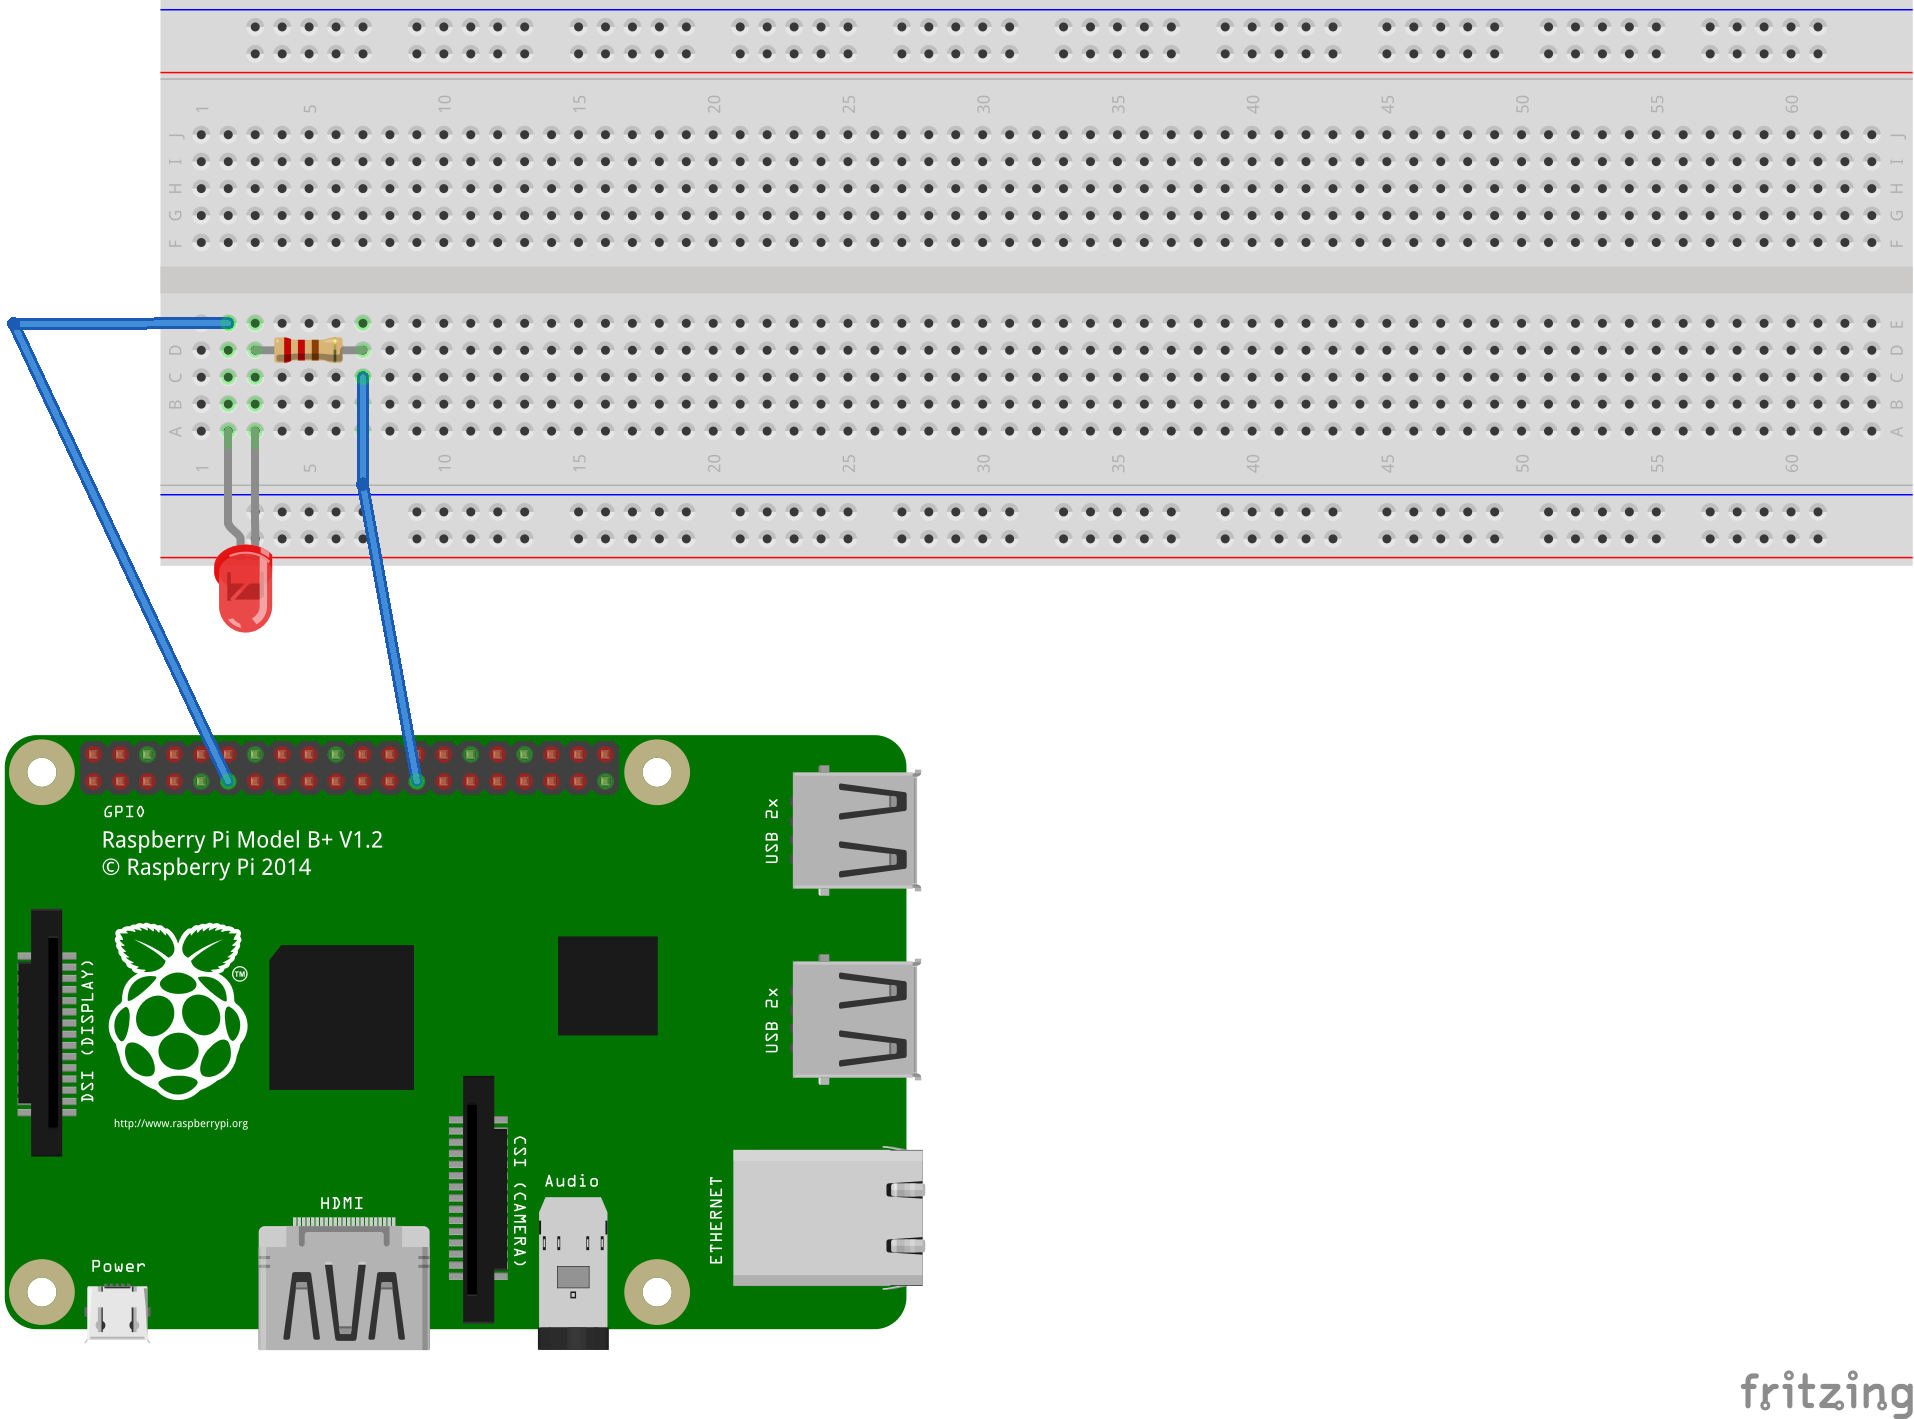 1 5 10 15 20 25 30 35 40 45 50 55 60
J J
I I
H H
G G
F F
E
D D
C C
B B
A A
1 5 10 15 20 25 30 35 40 45 50 55 60
GPIO
Raspberry Pi Model B+ V1.2
© Raspberry Pi 2014
USB 2x
USB 2x
DSI (DISPLAY)
TM
http://www.raspberrypi.org
CSI (CAMERA)
Audio
ETHERNET
HDMI
Power
fritzing